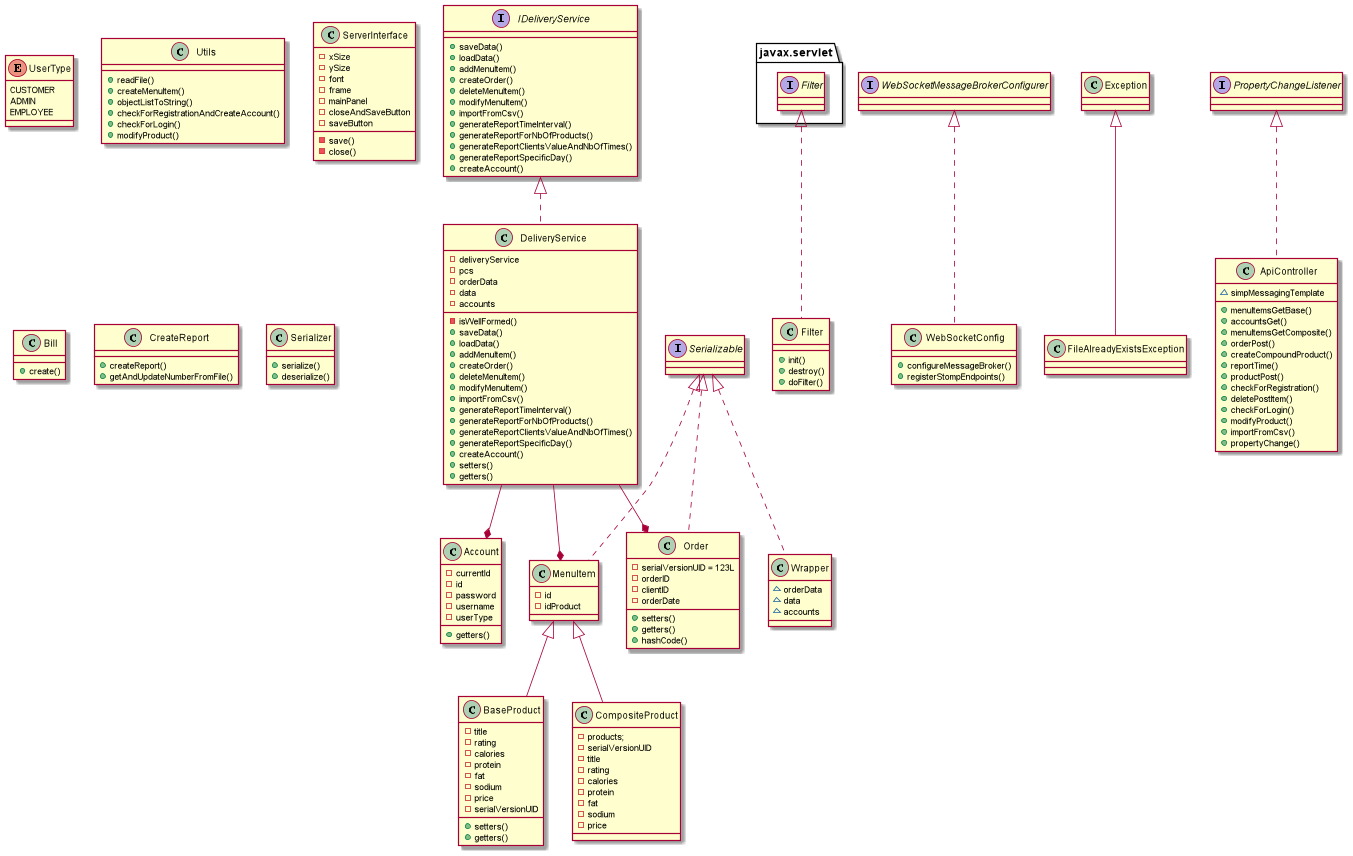 E UserType
CUSTOMER
ADMIN
EMPLOYEE
C Utils
readFile()
createMenuItem()
objectListToString()
checkForRegistrationAndCreateAccount()
checkForLogin()
modifyProduct()
C ServerInterface
xSize
ySize
font
frame
mainPanel
closeAndSaveButton
saveButton
save()
close()
I IDeliveryService
saveData()
loadData()
addMenuItem()
createOrder()
deleteMenuItem()
modifyMenuItem()
importFromCsv()
generateReportTimeInterval()
generateReportForNbOfProducts()
generateReportClientsValueAndNbOfTimes()
generateReportSpecificDay()
createAccount()
javax.servlet
I Filter
I WebSocketMessageBrokerConfigurer
C Exception
I PropertyChangeListener
C Bill
create()
C CreateReport
createReport()
getAndUpdateNumberFromFile()
C Serializer
serialize()
deserialize()
C DeliveryService
deliveryService
pcs
orderData
data
accounts
isWellFormed()
saveData()
loadData()
addMenuItem()
createOrder()
deleteMenuItem()
modifyMenuItem()
importFromCsv()
generateReportTimeInterval()
generateReportForNbOfProducts()
generateReportClientsValueAndNbOfTimes()
generateReportSpecificDay()
createAccount()
setters()
getters()
I Serializable
C Filter
init()
destroy()
doFilter()
C WebSocketConfig
configureMessageBroker()
registerStompEndpoints()
C FileAlreadyExistsException
C ApiController
simpMessagingTemplate
menuItemsGetBase()
accountsGet()
menuItemsGetComposite()
orderPost()
createCompoundProduct()
reportTime()
productPost()
checkForRegistration()
deletePostItem()
checkForLogin()
modifyProduct()
importFromCsv()
propertyChange()
C Account
currentId
id
password
username
userType
getters()
C MenuItem
id
idProduct
C Order
serialVersionUID = 123L
orderID
clientID
orderDate
setters()
getters()
hashCode()
C Wrapper
orderData
data
accounts
C BaseProduct
title
rating
calories
protein
fat
sodium
price
serialVersionUID
setters()
getters()
C CompositeProduct
products;
serialVersionUID
title
rating
calories
protein
fat
sodium
price